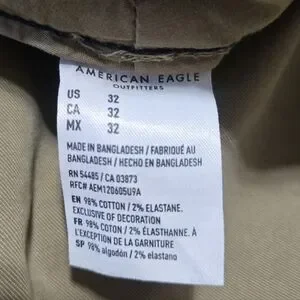 AMERICAN EAGLE
OUTFITTERS
US 32
CA 32
MX 32
MADE IN BANGLADESH / FABRIQUÉ AU
BANGLADESH / HECHO EN BANGLADESH
RN 54485 / CA 03873
RFC# AEM120605U9A
EN 98% COTTON / 2% ELASTANE.
EXCLUSIVE OF DECORATION
FR 98% COTON / 2% ÉLASTHANNE. À
L'EXCEPTION DE LA GARNITURE
SP 98% algodón / 2% elastano